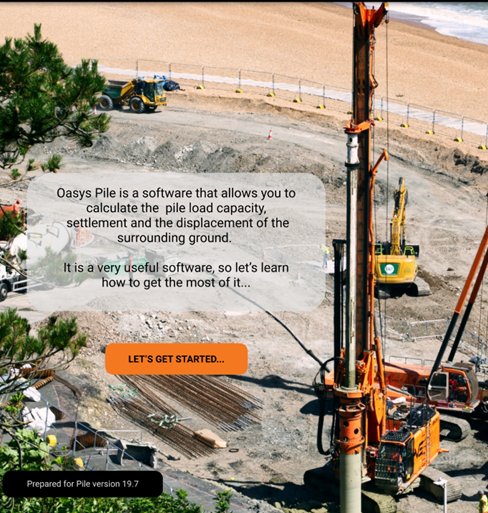 Oasys Pile is a software that allows you to
calculate the  pile load capacity,
settlement and the displacement of the
surrounding ground.
It is a very useful software, so let's learn
how to get the most of it...
LET'S GET STARTED...
Prepared for Pile version 19.7